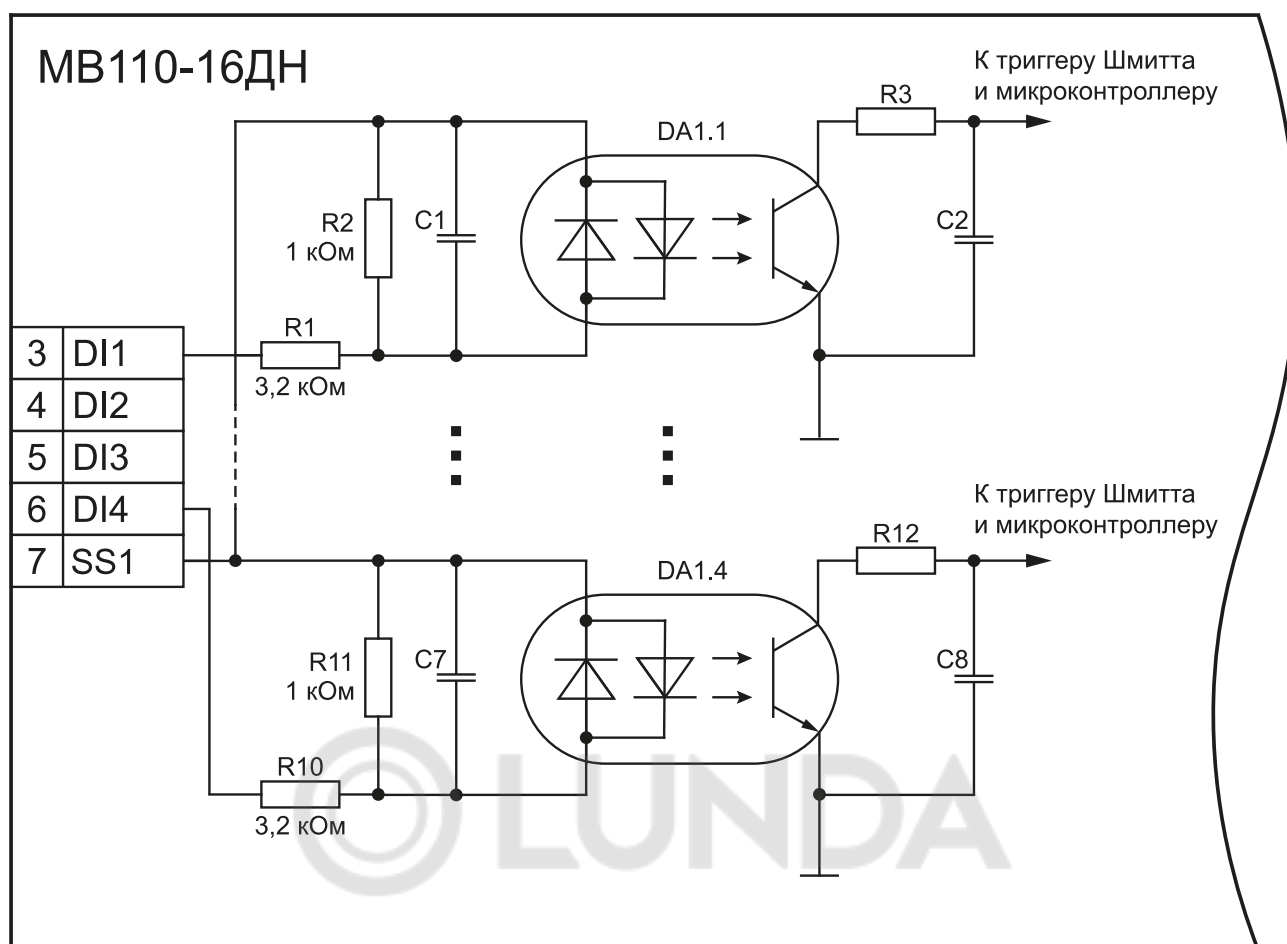 МВ110-16ДН
К триггеру Шмитта
и микроконтроллеру
R3
DA1.1
R2
1 кОм
C1
C2
R1
3,2 кОм
3 DI1
4 DI2
5 DI3
6 DI4
7 SS1
К триггеру Шмитта
и микроконтроллеру
R12
DA1.4
R11
1 кОм
C7
C8
R10
3,2 кОм
LUNDA